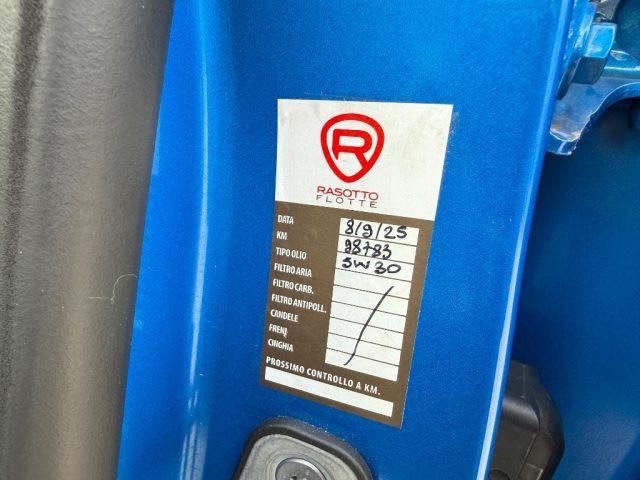 R
RASOTTO
FLOTTE
DATA 8/9/25
KM 98783
TIPO OLIO 5W30
FILTRO ARIA
FILTRO CARB.
FILTRO ANTIPOLL.
CANDELE
FRENI
CINGHIA
PROSSIMO CONTROLLO A KM.